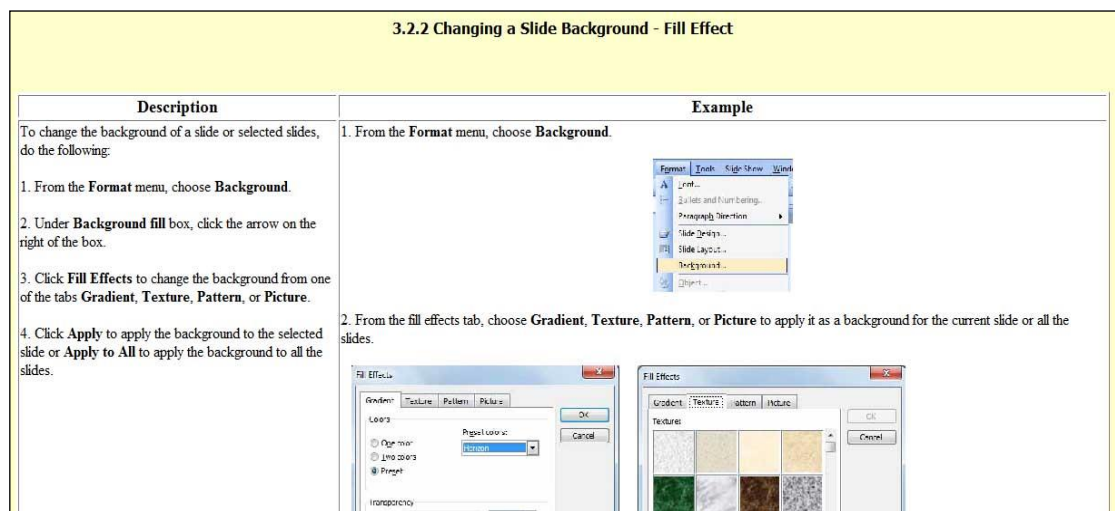 3.2.2 Changing a Slide Background - Fill Effect
Description
Example
To change the background of a slide or selected slides,
do the following:
1. From the Format menu, choose Background.
2. Under Background fill box, click the arrow on the
right of the box.
3. Click Fill Effects to change the background from one
of the tabs Gradient, Texture, Pattern, or Picture.
4. Click Apply to apply the background to the selected
slide or Apply to All to apply the background to all the
slides.
1. From the Format menu, choose Background.
Format Tools Slide Show
Font...
Bullets and Numbering...
Paragraph Direction
Slide Design...
Slide Layout...
Background...
Object...
2. From the fill effects tab, choose Gradient, Texture, Pattern, or Picture to apply it as a background for the current slide or all the
slides.
Fill Effects
Gradient Texture Pattern Picture
Colors
One color
Two colors
Preset
Preset colors:
Horizon
OK
Cancel
Transparency
Fill Effects
Gradient Texture Pattern Picture
Texture:
OK
Cancel